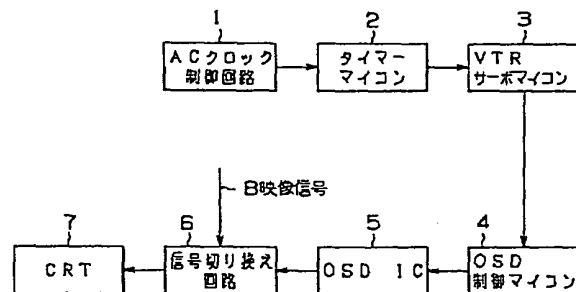 1
2
3
ACクロック
制御回路
タイマー
マイコン
VTR
サーボマイコン
8映像信号
7
6
5
4
CRT
信号切り換え
回路
OSD IC
OSD
制御マイコン